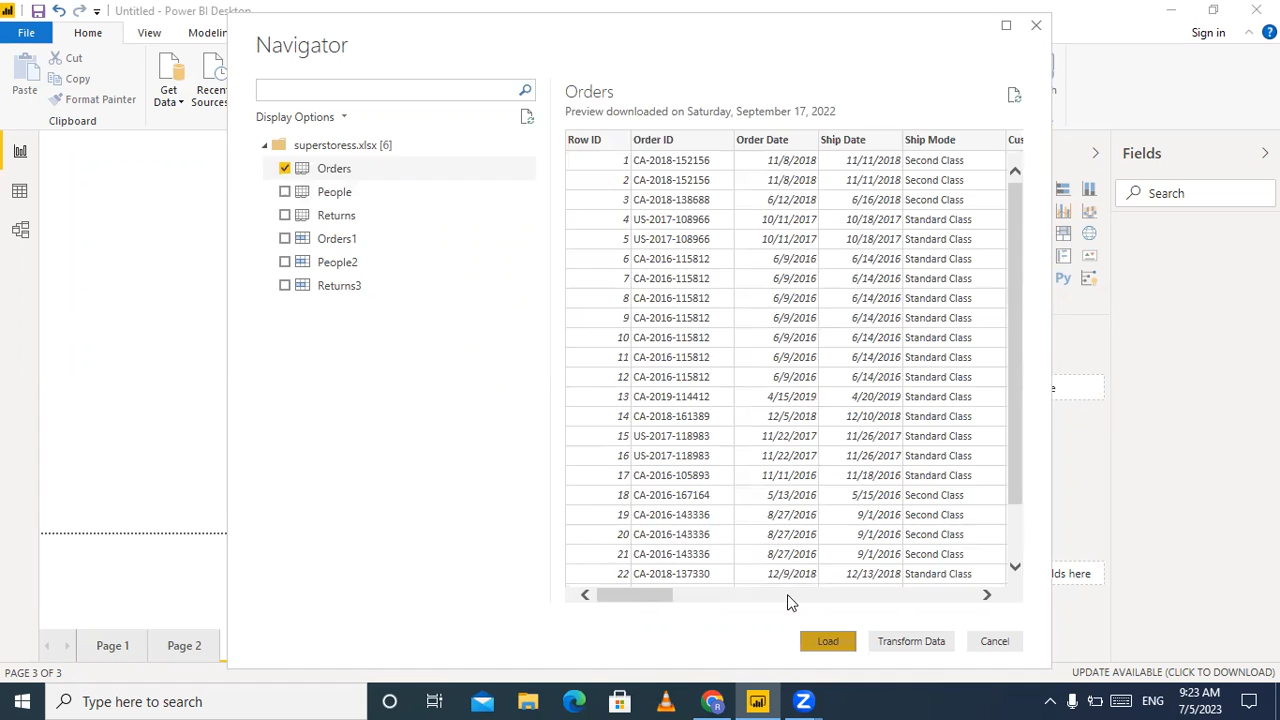 Untitled - Power BI Desktop
File Home View Modelin Sign in
Paste Cut Copy Format Painter Get Data Recent Sources
Clipboard
Navigator
Display Options
superstoress.xlsx [6]
Orders
People
Returns
Orders1
People2
Returns3
Orders
Preview downloaded on Saturday, September 17, 2022
Row ID Order ID Order Date Ship Date Ship Mode Cus
1 CA-2018-152156 11/8/2018 11/11/2018 Second Class
2 CA-2018-152156 11/8/2018 11/11/2018 Second Class
3 CA-2018-138688 6/12/2018 6/16/2018 Second Class
4 US-2017-108966 10/11/2017 10/18/2017 Standard Class
5 US-2017-108966 10/11/2017 10/18/2017 Standard Class
6 CA-2016-115812 6/9/2016 6/14/2016 Standard Class
7 CA-2016-115812 6/9/2016 6/14/2016 Standard Class
8 CA-2016-115812 6/9/2016 6/14/2016 Standard Class
9 CA-2016-115812 6/9/2016 6/14/2016 Standard Class
10 CA-2016-115812 6/9/2016 6/14/2016 Standard Class
11 CA-2016-115812 6/9/2016 6/14/2016 Standard Class
12 CA-2016-115812 6/9/2016 6/14/2016 Standard Class
13 CA-2019-114412 4/15/2019 4/20/2019 Standard Class
14 CA-2018-161389 12/5/2018 12/10/2018 Standard Class
15 US-2017-118983 11/22/2017 11/26/2017 Standard Class
16 US-2017-118983 11/22/2017 11/26/2017 Standard Class
17 CA-2016-105893 11/11/2016 11/18/2016 Standard Class
18 CA-2016-167164 5/13/2016 5/15/2016 Second Class
19 CA-2016-143336 8/27/2016 9/1/2016 Second Class
20 CA-2016-143336 8/27/2016 9/1/2016 Second Class
21 CA-2016-143336 8/27/2016 9/1/2016 Second Class
22 CA-2018-137330 12/9/2018 12/13/2018 Standard Class
Load Transform Data Cancel
Fields
Search
Py
e
lds here
Page 1 Page 2
PAGE 3 OF 3 UPDATE AVAILABLE (CLICK TO DOWNLOAD)
Type here to search
ENG
9:23 AM
7/5/2023